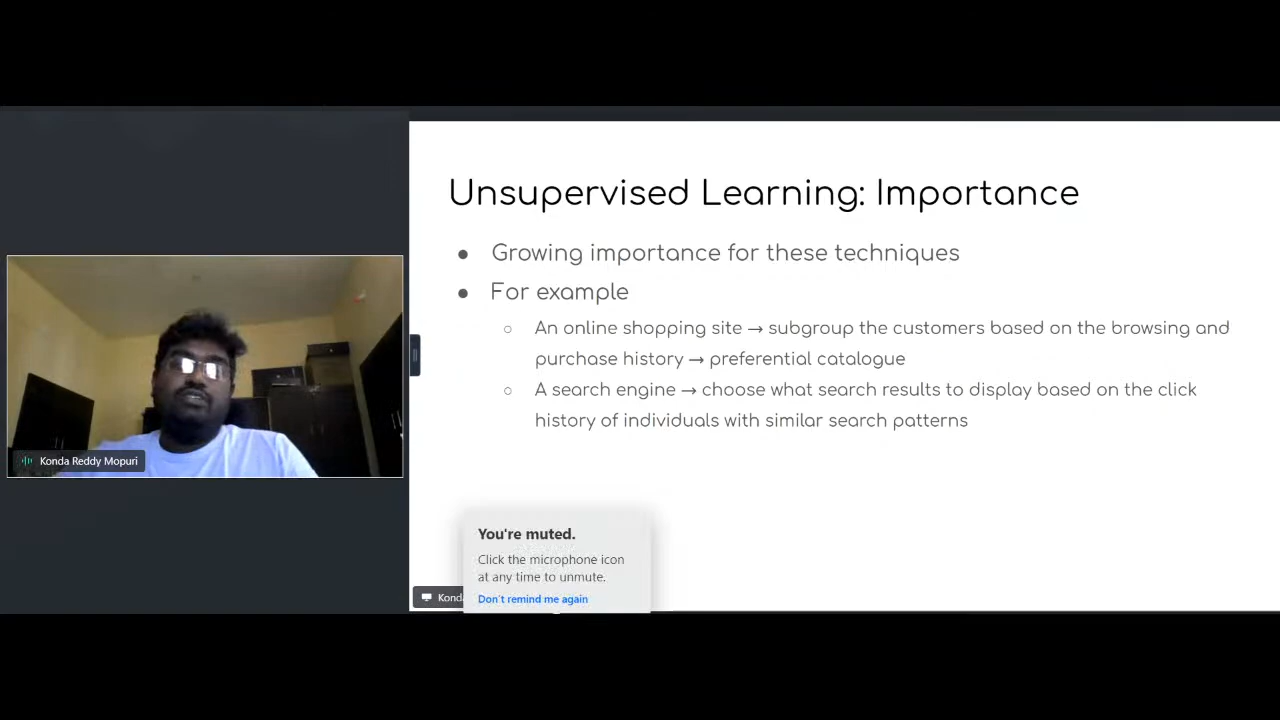 Unsupervised Learning: Importance
● Growing importance for these techniques
● For example
○ An online shopping site → subgroup the customers based on the browsing and
purchase history → preferential catalogue
○ A search engine → choose what search results to display based on the click
history of individuals with similar search patterns
Konda Reddy Mopuri
You're muted.
Click the microphone icon
at any time to unmute.
Don't remind me again